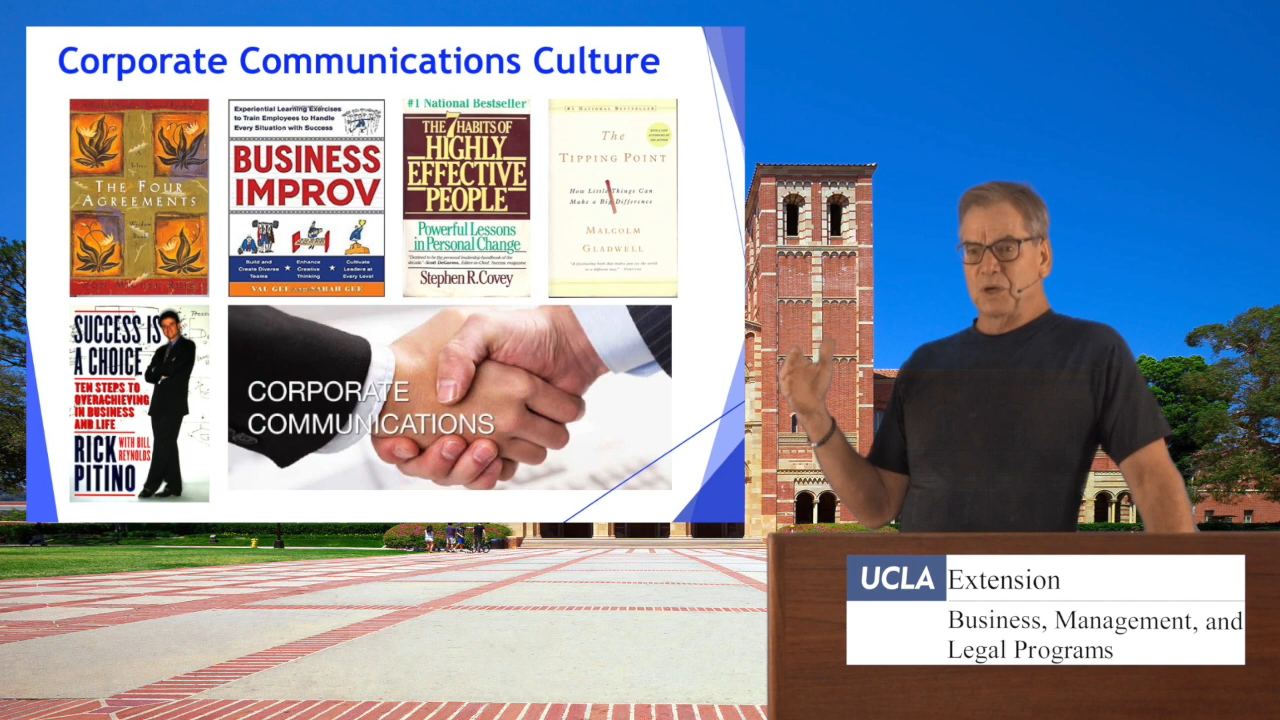 Corporate Communications Culture
THE FOUR
AGREEMENTS
Experiential Learning Exercises
to Train Employees to Handle
Every Situation with Success
BUSINESS
IMPROV
Build and
Create Diverse
Teams
Enhance
Creative
Thinking
Cultivate
Leaders at
Every Level
VAL GEE AND SARAH GEE
#1 National Bestseller
THE 7 HABITS OF
HIGHLY
EFFECTIVE
PEOPLE
Powerful Lessons
in Personal Change
Stephen R. Covey
[#1 NATIONAL BESTSELLER]
The
TIPPING POINT
How Little Things Can
Make a Big Difference
MALCOLM
GLADWELL
SUCCESS IS
A CHOICE
TEN STEPS TO
OVERACHIEVING
IN BUSINESS
AND LIFE
RICK
PITINO
WITH BILL
REYNOLDS
CORPORATE
COMMUNICATIONS
UCLA Extension
Business, Management, and
Legal Programs